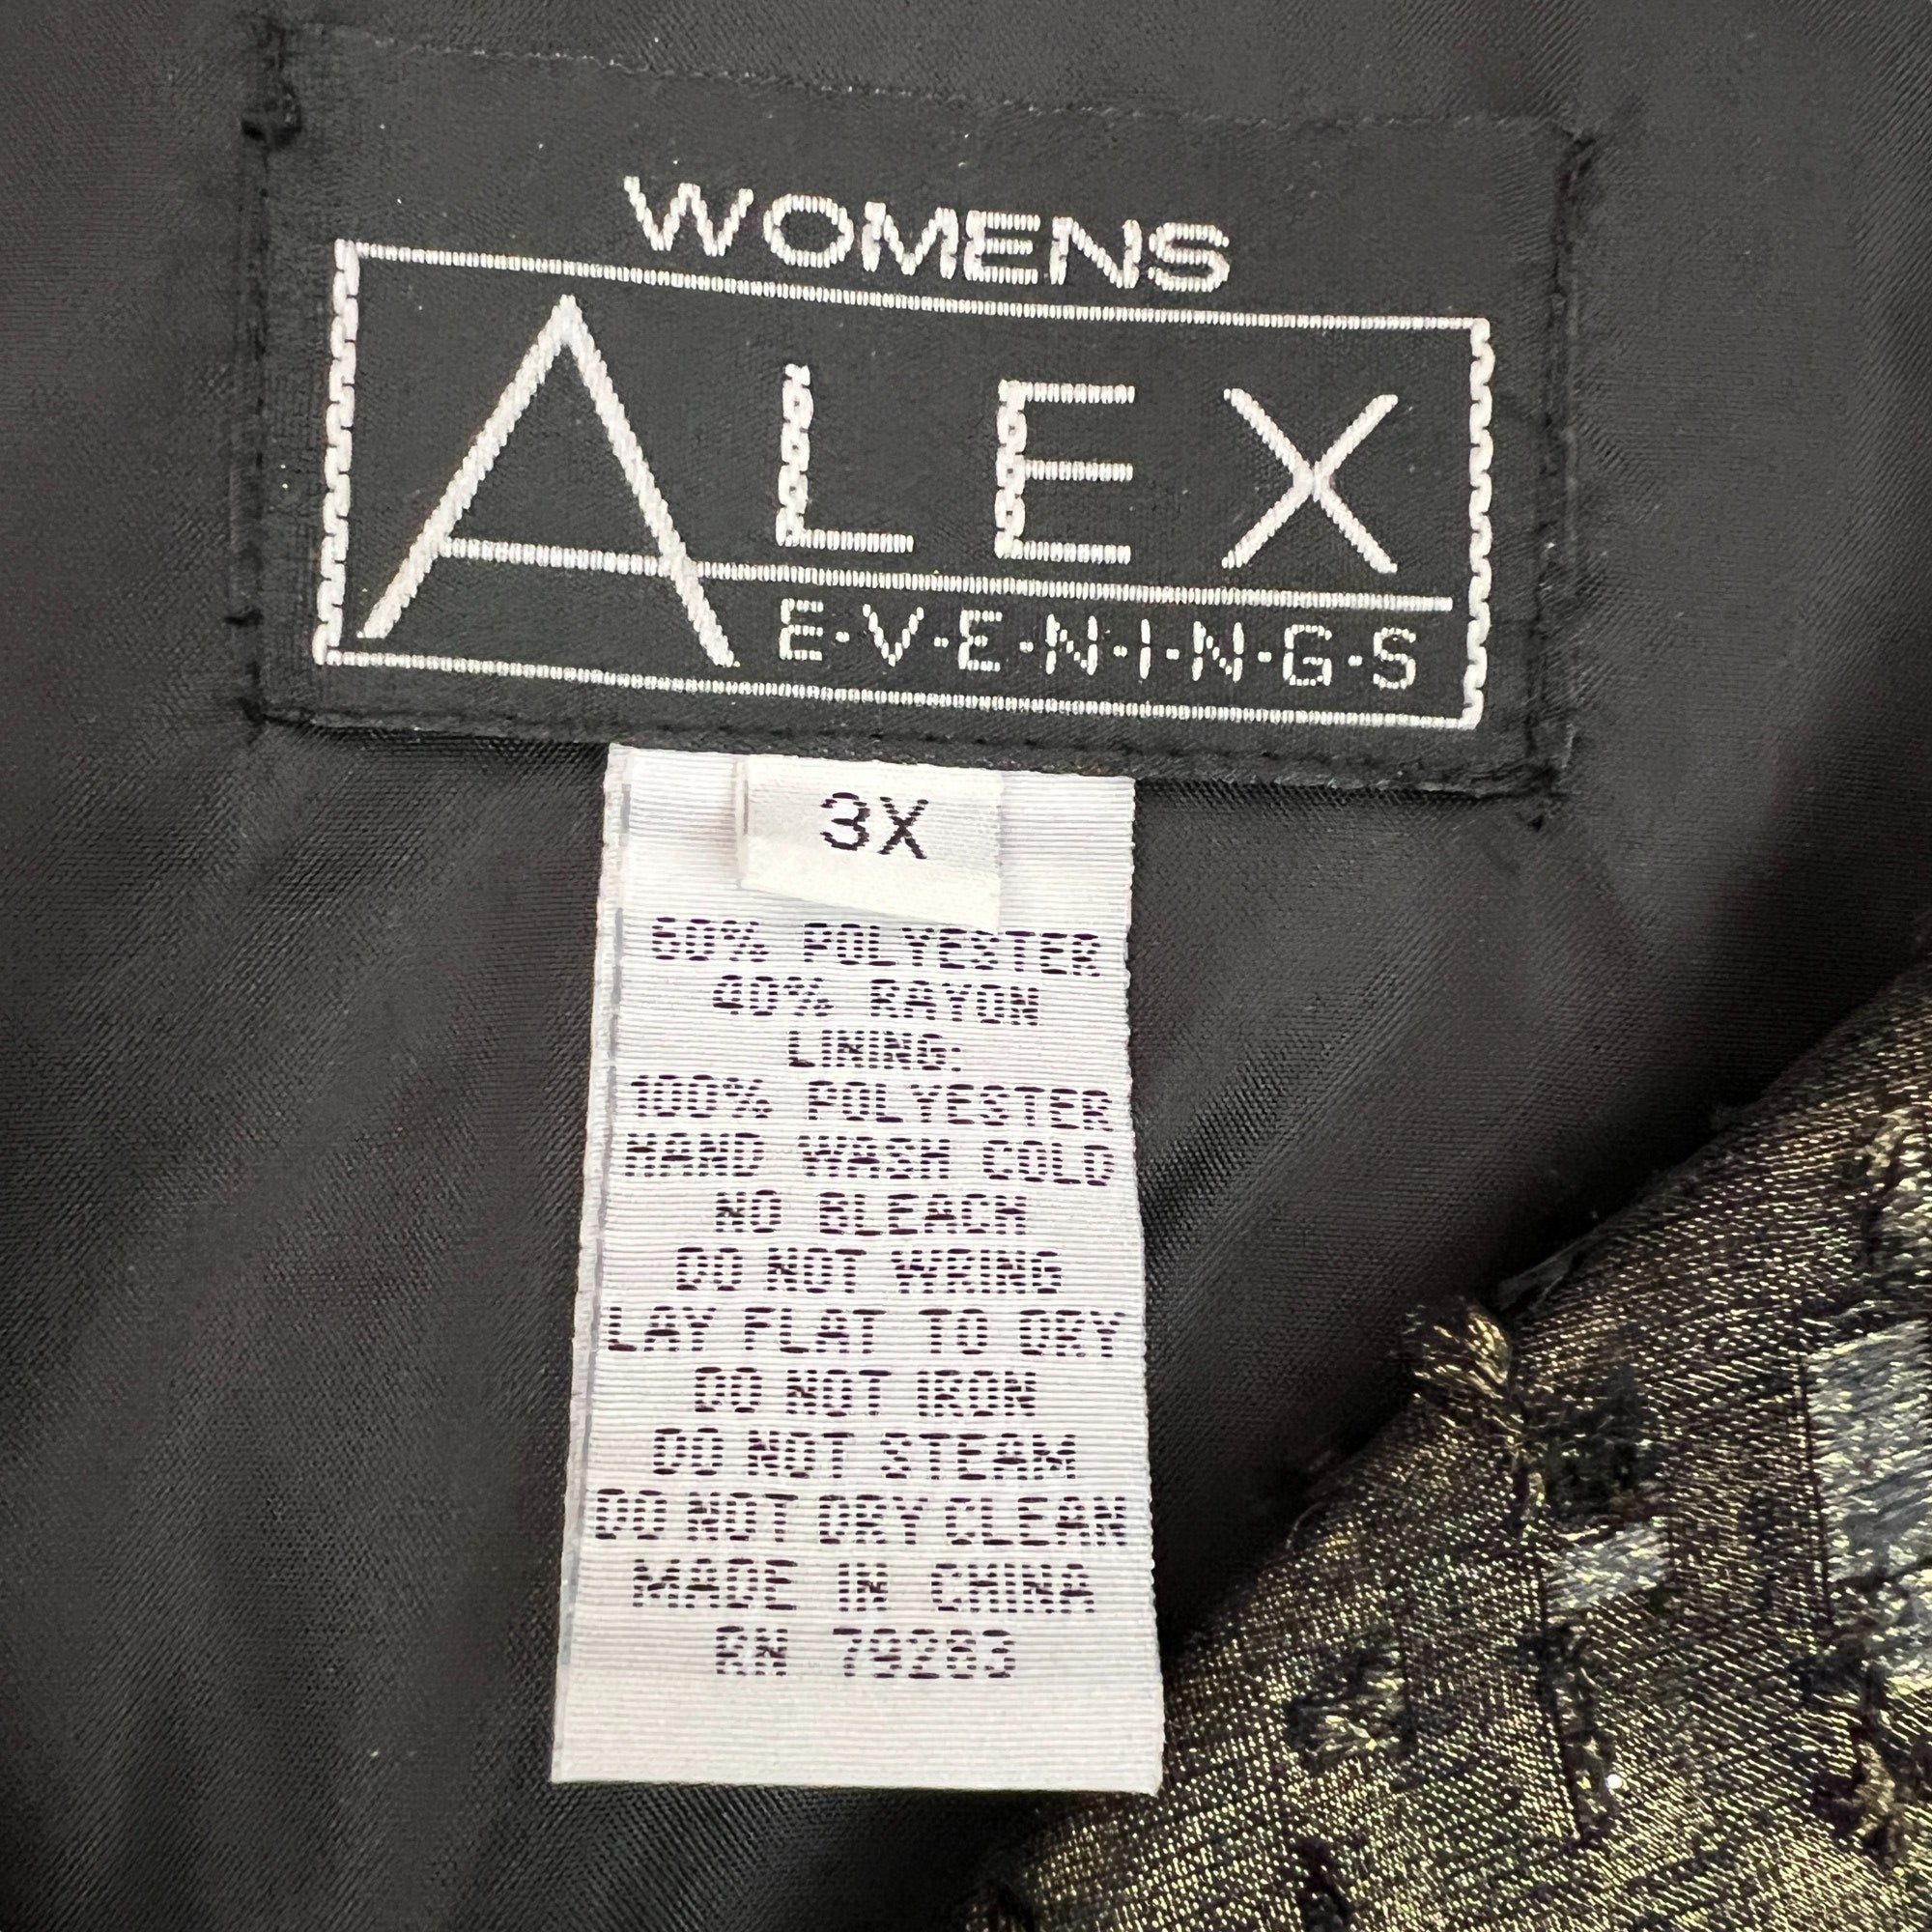 WOMENS
ALEX
E·V·E·N·I·N·G·S
3X
60% POLYESTER
40% RAYON
LINING:
100% POLYESTER
HAND WASH COLD
NO BLEACH
DO NOT WRING
LAY FLAT TO DRY
DO NOT IRON
DO NOT STEAM
DO NOT DRY CLEAN
MADE IN CHINA
RN 79283